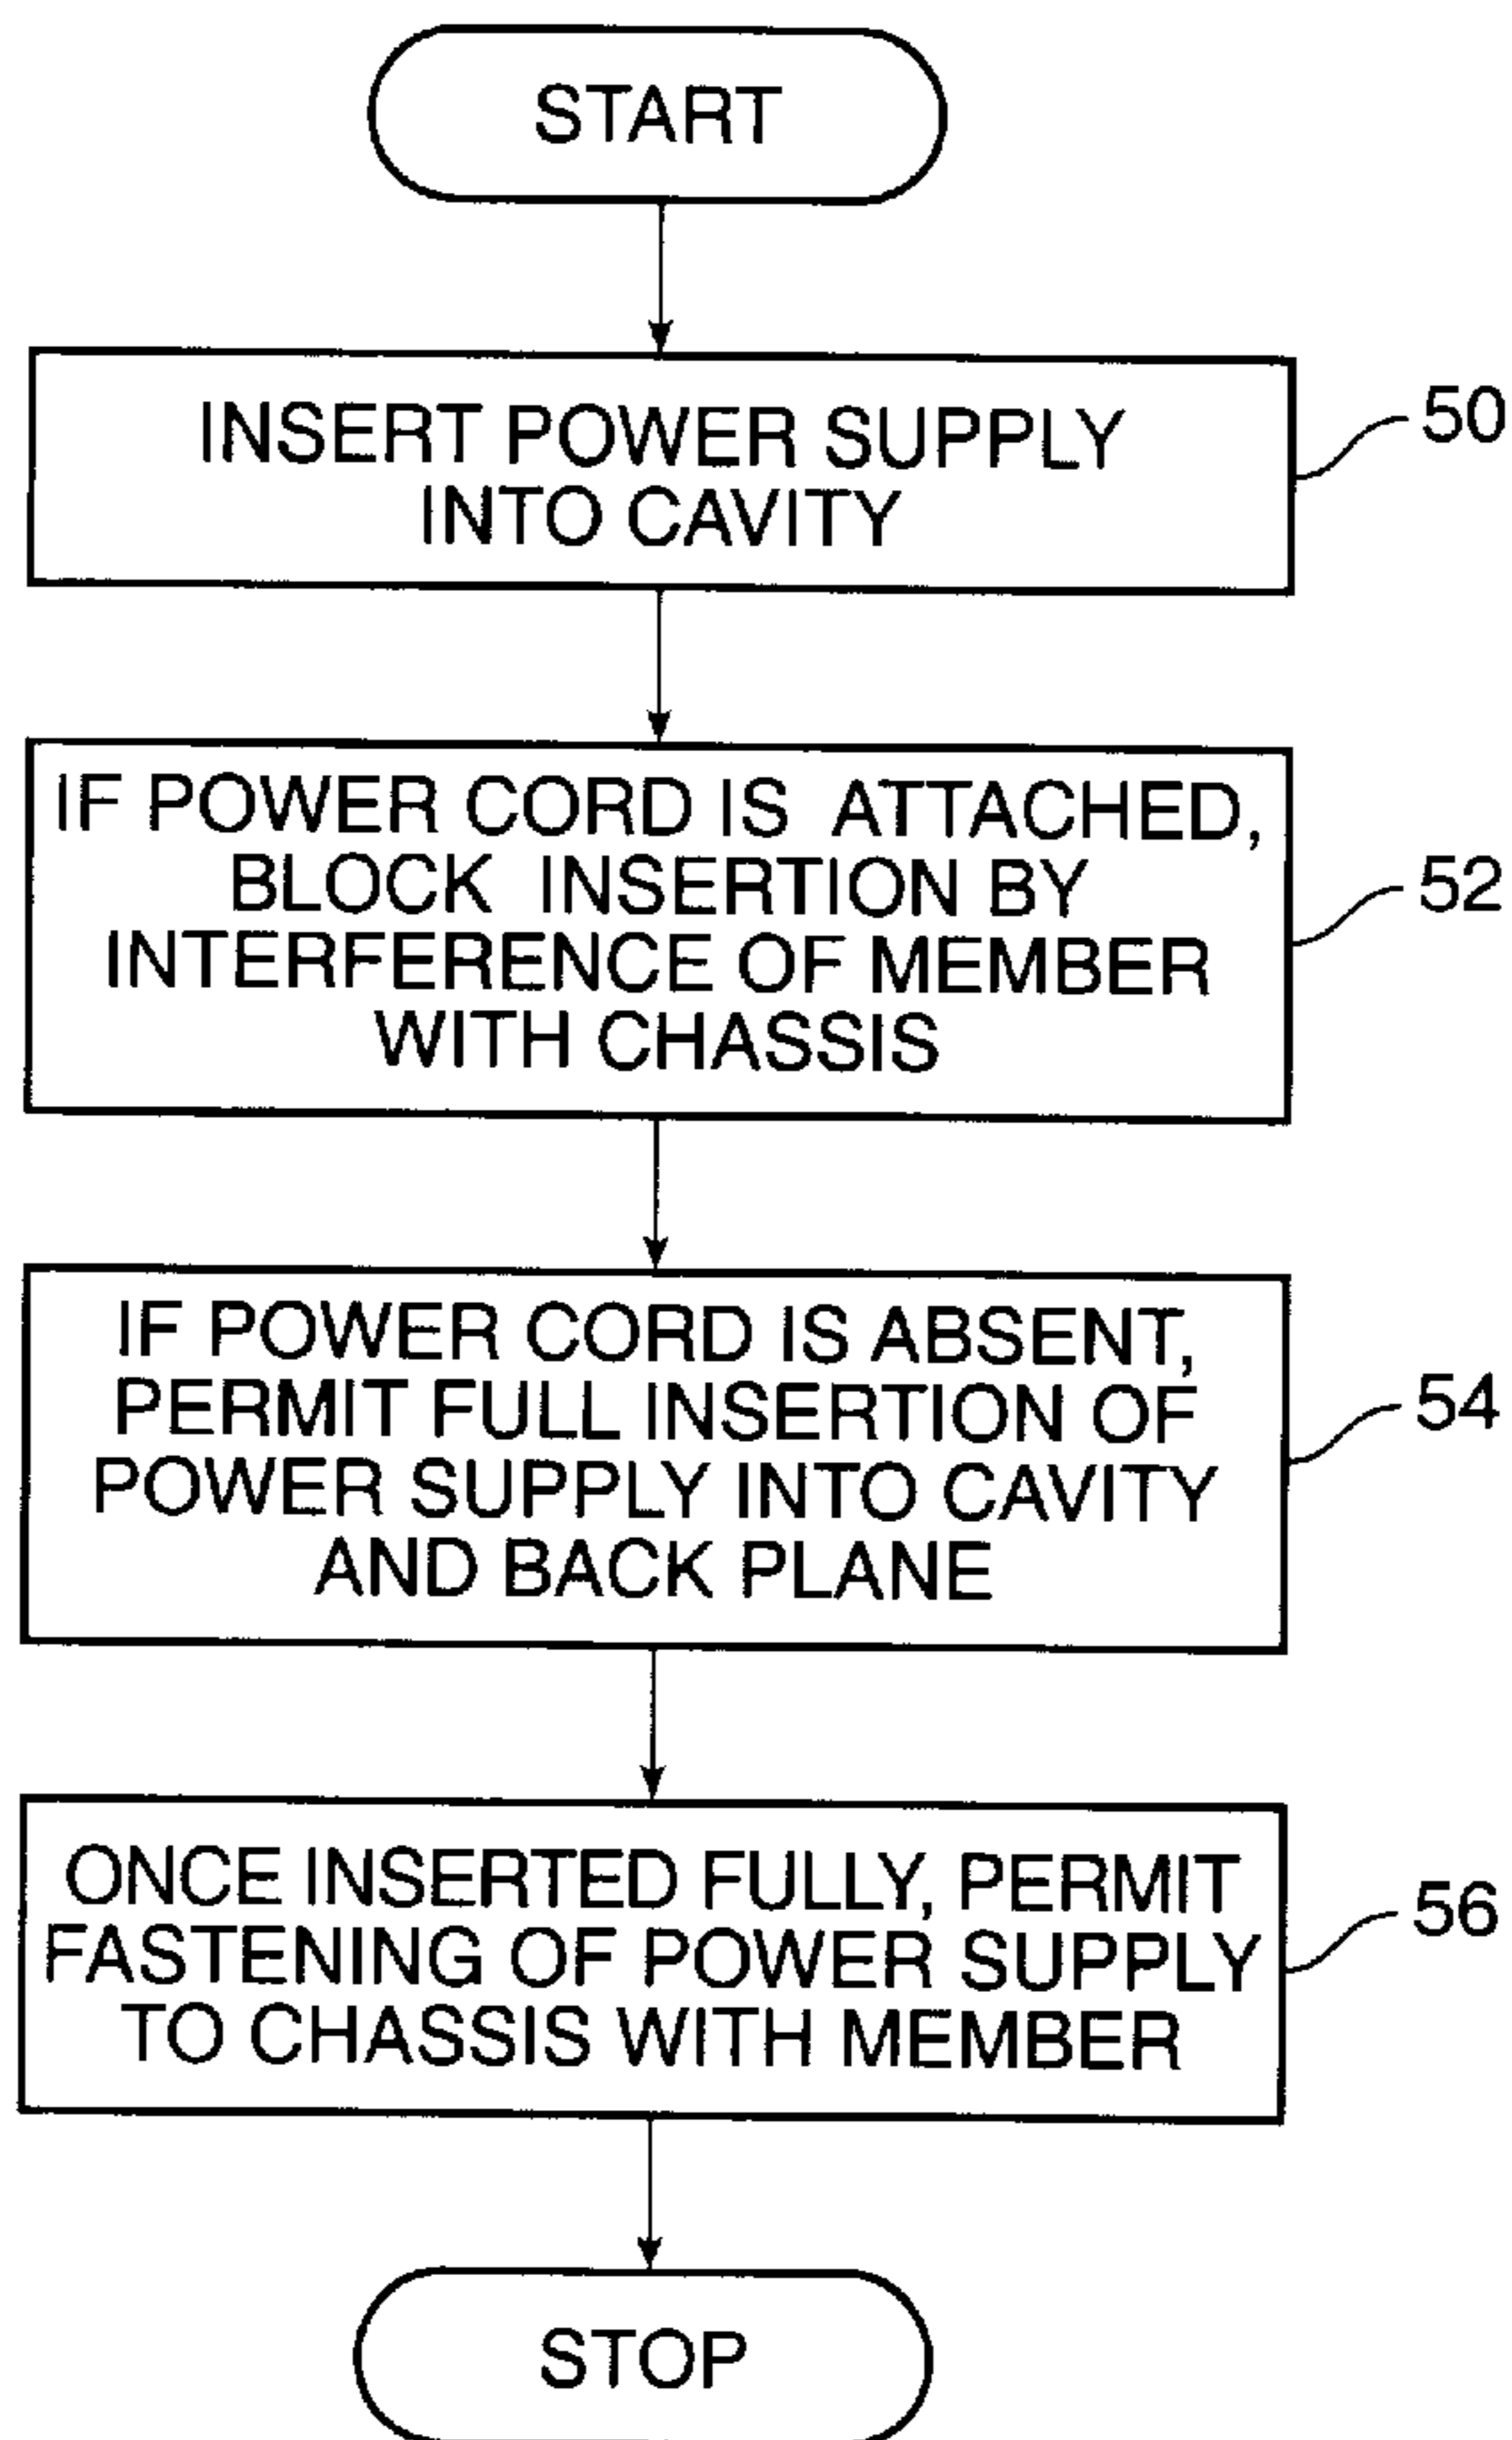 START
INSERT POWER SUPPLY
INTO CAVITY
50
IF POWER CORD IS ATTACHED,
BLOCK INSERTION BY
INTERFERENCE OF MEMBER
WITH CHASSIS
52
IF POWER CORD IS ABSENT,
PERMIT FULL INSERTION OF
POWER SUPPLY INTO CAVITY
AND BACK PLANE
54
ONCE INSERTED FULLY, PERMIT
FASTENING OF POWER SUPPLY
TO CHASSIS WITH MEMBER
56
STOP